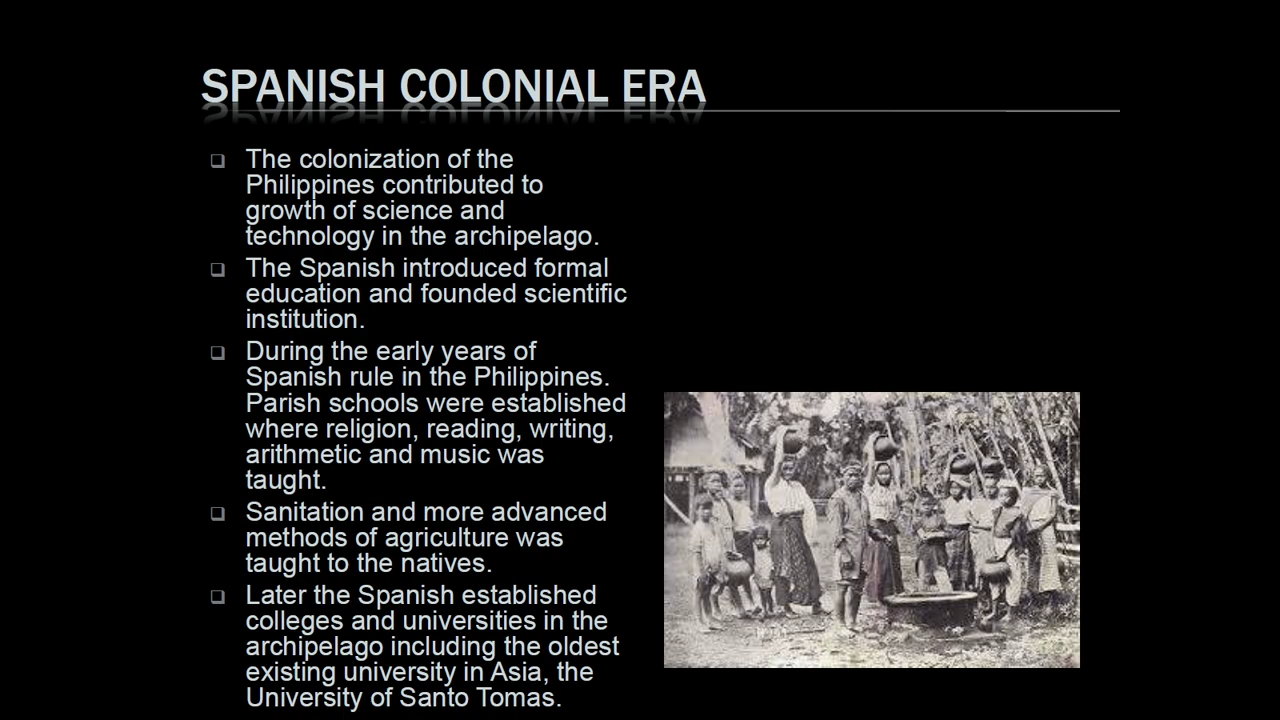 SPANISH COLONIAL ERA
The colonization of the
Philippines contributed to
growth of science and
technology in the archipelago.
The Spanish introduced formal
education and founded scientific
institution.
During the early years of
Spanish rule in the Philippines.
Parish schools were established
where religion, reading, writing,
arithmetic and music was
taught.
Sanitation and more advanced
methods of agriculture was
taught to the natives.
Later the Spanish established
colleges and universities in the
archipelago including the oldest
existing university in Asia, the
University of Santo Tomas.